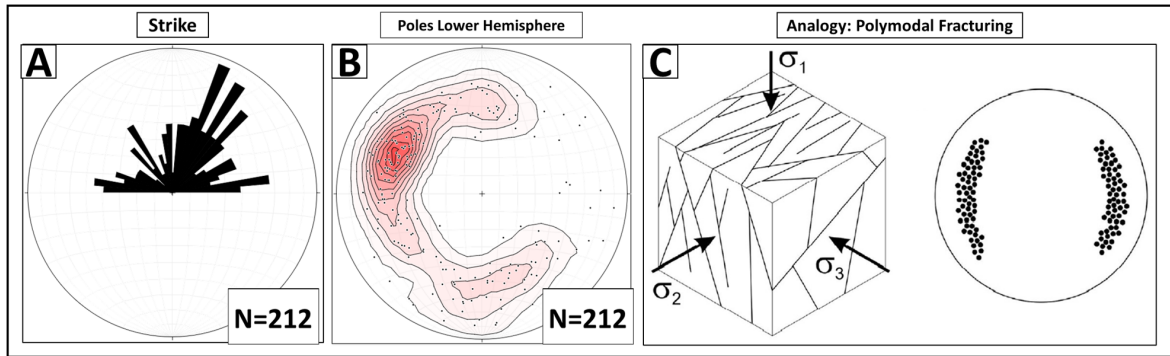 Strike
Poles Lower Hemisphere
Analogy: Polymodal Fracturing
A
B
C
σ1
σ2
σ3
N=212
N=212